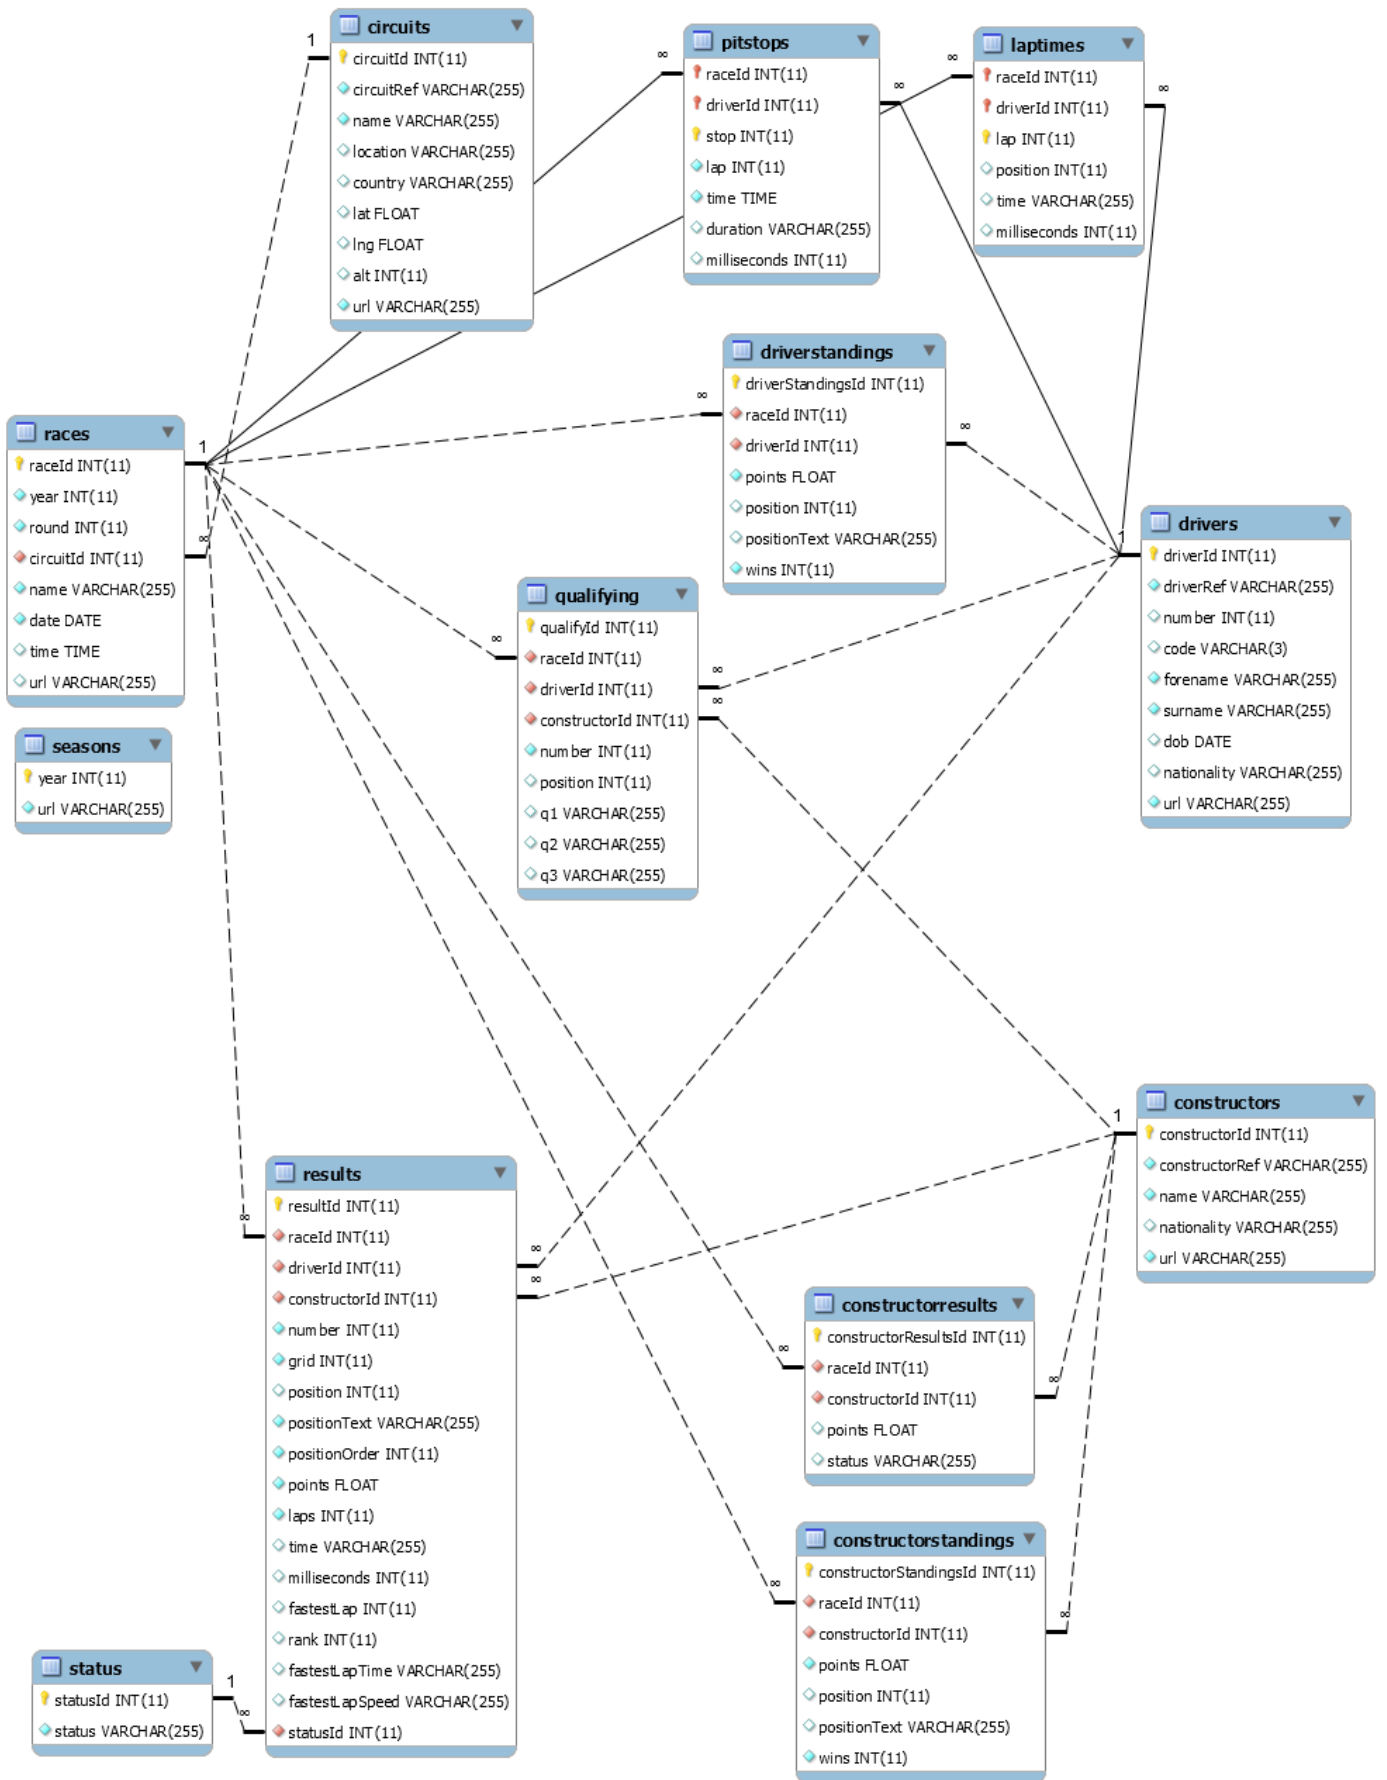 circuits
circuitId INT(11)
circuitRef VARCHAR(255)
name VARCHAR(255)
location VARCHAR(255)
country VARCHAR(255)
lat FLOAT
lng FLOAT
alt INT(11)
url VARCHAR(255)
1
pitstops
raceId INT(11)
driverId INT(11)
stop INT(11)
lap INT(11)
time TIME
duration VARCHAR(255)
milliseconds INT(11)
∞
∞
laptimes
raceId INT(11)
driverId INT(11)
lap INT(11)
position INT(11)
time VARCHAR(255)
milliseconds INT(11)
∞
∞
driverstandings
driverStandingsId INT(11)
raceId INT(11)
driverId INT(11)
points FLOAT
position INT(11)
positionText VARCHAR(255)
wins INT(11)
∞
∞
races
raceId INT(11)
year INT(11)
round INT(11)
circuitId INT(11)
name VARCHAR(255)
date DATE
time TIME
url VARCHAR(255)
1
∞
drivers
driverId INT(11)
driverRef VARCHAR(255)
number INT(11)
code VARCHAR(3)
forename VARCHAR(255)
surname VARCHAR(255)
dob DATE
nationality VARCHAR(255)
url VARCHAR(255)
1
qualifying
qualifyId INT(11)
raceId INT(11)
driverId INT(11)
constructorId INT(11)
number INT(11)
position INT(11)
q1 VARCHAR(255)
q2 VARCHAR(255)
q3 VARCHAR(255)
∞
∞
∞
seasons
year INT(11)
url VARCHAR(255)
constructors
constructorId INT(11)
constructorRef VARCHAR(255)
name VARCHAR(255)
nationality VARCHAR(255)
url VARCHAR(255)
1
results
resultId INT(11)
raceId INT(11)
driverId INT(11)
constructorId INT(11)
number INT(11)
grid INT(11)
position INT(11)
positionText VARCHAR(255)
positionOrder INT(11)
points FLOAT
laps INT(11)
time VARCHAR(255)
milliseconds INT(11)
fastestLap INT(11)
rank INT(11)
fastestLapTime VARCHAR(255)
fastestLapSpeed VARCHAR(255)
statusId INT(11)
∞
∞
∞
∞
constructorresults
constructorResultsId INT(11)
raceId INT(11)
constructorId INT(11)
points FLOAT
status VARCHAR(255)
∞
∞
constructorstandings
constructorStandingsId INT(11)
raceId INT(11)
constructorId INT(11)
points FLOAT
position INT(11)
positionText VARCHAR(255)
wins INT(11)
∞
∞
status
statusId INT(11)
status VARCHAR(255)
1